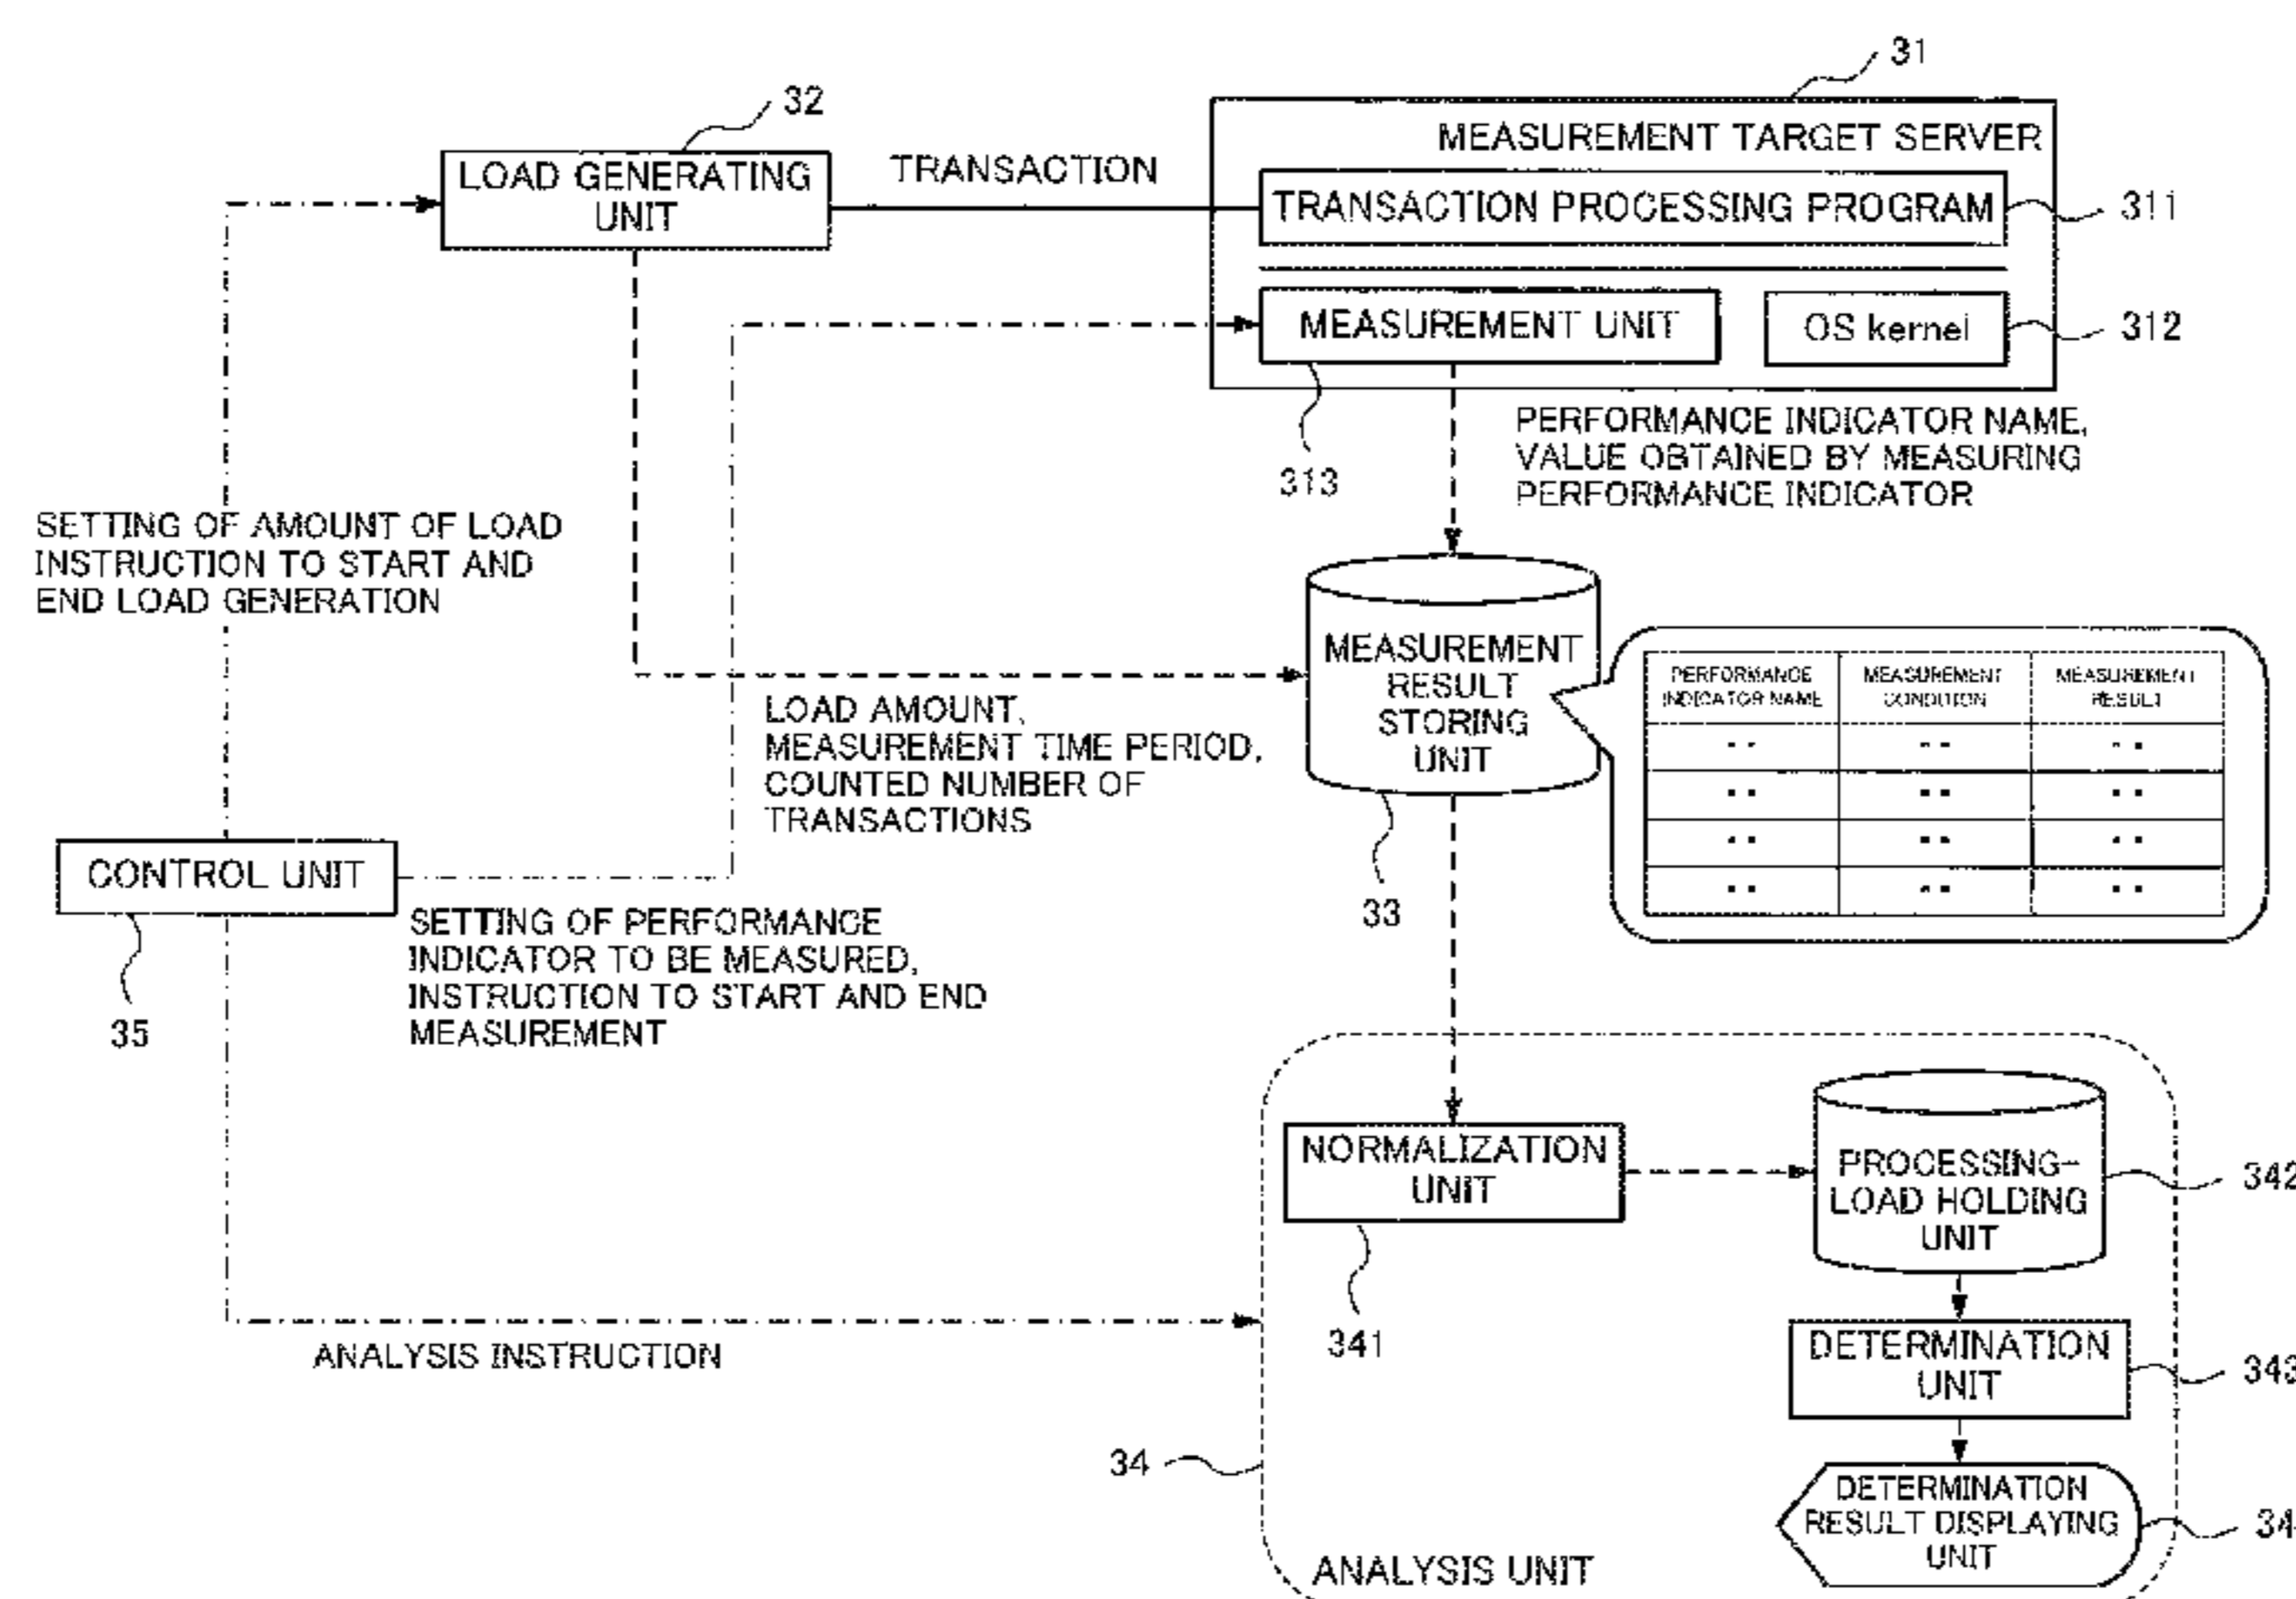 31
32
MEASUREMENT TARGET SERVER
LOAD GENERATING
UNIT
TRANSACTION
TRANSACTION PROCESSING PROGRAM
311
MEASUREMENT UNIT
OS kernel
312
313
PERFORMANCE INDICATOR NAME,
VALUE OBTAINED BY MEASURING
PERFORMANCE INDICATOR
SETTING OF AMOUNT OF LOAD
INSTRUCTION TO START AND
END LOAD GENERATION
MEASUREMENT
RESULT
STORING
UNIT
PERFORMANCE
INDICATOR NAME
MEASUREMENT
CONDITION
MEASUREMENT
RESULT
LOAD AMOUNT,
MEASUREMENT TIME PERIOD,
COUNTED NUMBER OF
TRANSACTIONS
33
CONTROL UNIT
35
SETTING OF PERFORMANCE
INDICATOR TO BE MEASURED,
INSTRUCTION TO START AND END
MEASUREMENT
NORMALIZATION
UNIT
341
PROCESSING-
LOAD HOLDING
UNIT
342
ANALYSIS INSTRUCTION
DETERMINATION
UNIT
343
34
DETERMINATION
RESULT DISPLAYING
UNIT
34
ANALYSIS UNIT